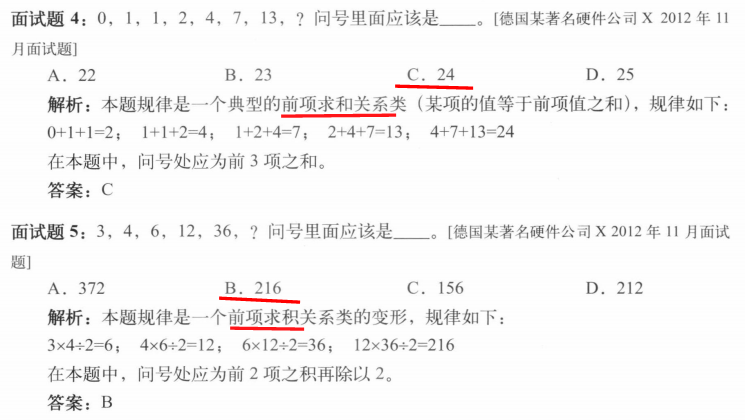 面试题 4：0，1，1，2，4，7，13，？问号里面应该是____。[德国某著名硬件公司 X 2012 年 11
月面试题]
A．22 B．23 C．24 D．25
解析：本题规律是一个典型的前项求和关系类（某项的值等于前项值之和），规律如下：
0+1+1=2； 1+1+2=4； 1+2+4=7； 2+4+7=13； 4+7+13=24
在本题中，问号处应为前 3 项之和。
答案：C
面试题 5：3，4，6，12，36，？问号里面应该是____。[德国某著名硬件公司 X 2012 年 11 月面试
题]
A．372 B．216 C．156 D．212
解析：本题规律是一个前项求积关系类的变形，规律如下：
3×4÷2=6； 4×6÷2=12； 6×12÷2=36； 12×36÷2=216
在本题中，问号处应为前 2 项之积再除以 2。
答案：B